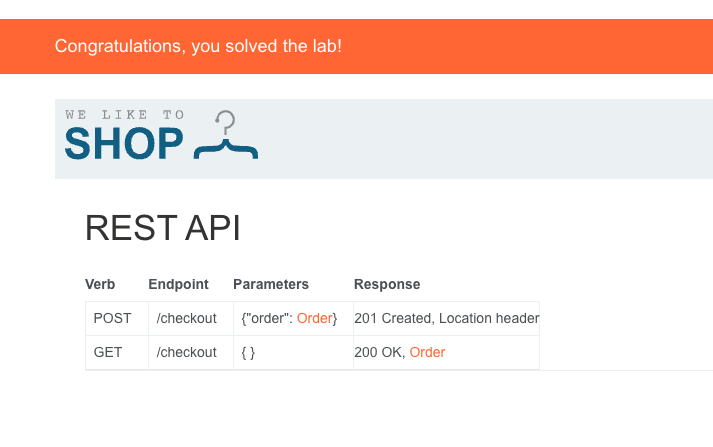 Congratulations, you solved the lab!
WE LIKE TO
SHOP
REST API
Verb Endpoint Parameters Response
POST /checkout {"order": Order} 201 Created, Location header
GET /checkout { } 200 OK, Order